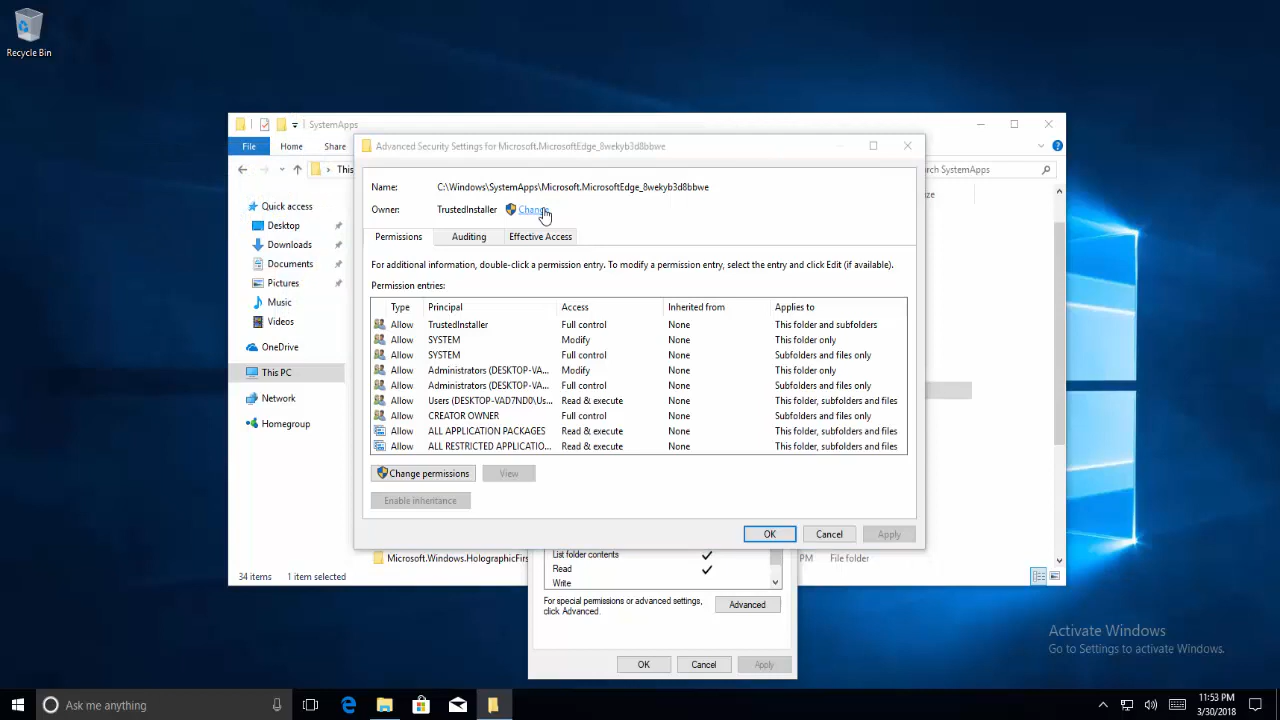 Recycle Bin
SystemApps
File Home Share
This
rch SystemApps
Quick access
Desktop
Downloads
Documents
Pictures
Music
Videos
OneDrive
This PC
Network
Homegroup
Microsoft.Windows.HolographicFirs
PM File folder
34 items 1 item selected
Advanced Security Settings for Microsoft.MicrosoftEdge_8wekyb3d8bbwe
Name: C:\Windows\SystemApps\Microsoft.MicrosoftEdge_8wekyb3d8bbwe
Owner: TrustedInstaller Change
Permissions Auditing Effective Access
For additional information, double-click a permission entry. To modify a permission entry, select the entry and click Edit (if available).
Permission entries:
Type Principal Access Inherited from Applies to
Allow TrustedInstaller Full control None This folder and subfolders
Allow SYSTEM Modify None This folder only
Allow SYSTEM Full control None Subfolders and files only
Allow Administrators (DESKTOP-VA... Modify None This folder only
Allow Administrators (DESKTOP-VA... Full control None Subfolders and files only
Allow Users (DESKTOP-VAD7ND0\Us... Read & execute None This folder, subfolders and files
Allow CREATOR OWNER Full control None Subfolders and files only
Allow ALL APPLICATION PACKAGES Read & execute None This folder, subfolders and files
Allow ALL RESTRICTED APPLICATIO... Read & execute None This folder, subfolders and files
Change permissions View
Enable inheritance
OK Cancel Apply
List folder contents
Read
Write
For special permissions or advanced settings,
click Advanced.
Advanced
OK Cancel Apply
Activate Windows
Go to Settings to activate Windows.
Ask me anything
11:53 PM
3/30/2018